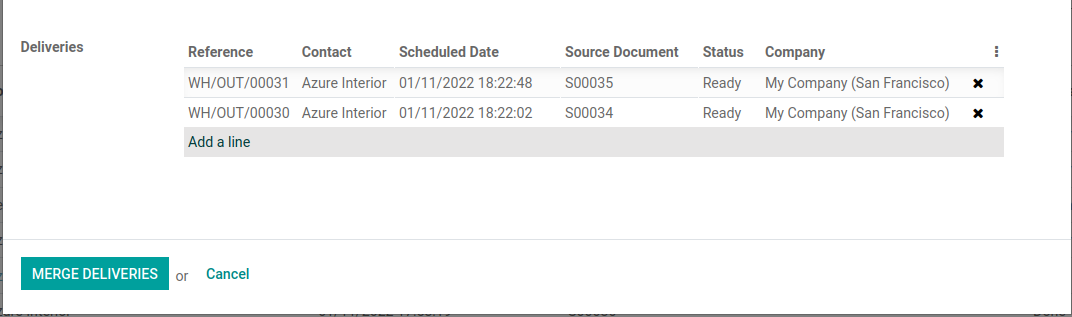 Deliveries
Reference Contact Scheduled Date Source Document Status Company
WH/OUT/00031 Azure Interior 01/11/2022 18:22:48 S00035 Ready My Company (San Francisco)
WH/OUT/00030 Azure Interior 01/11/2022 18:22:02 S00034 Ready My Company (San Francisco)
Add a line
MERGE DELIVERIES or Cancel